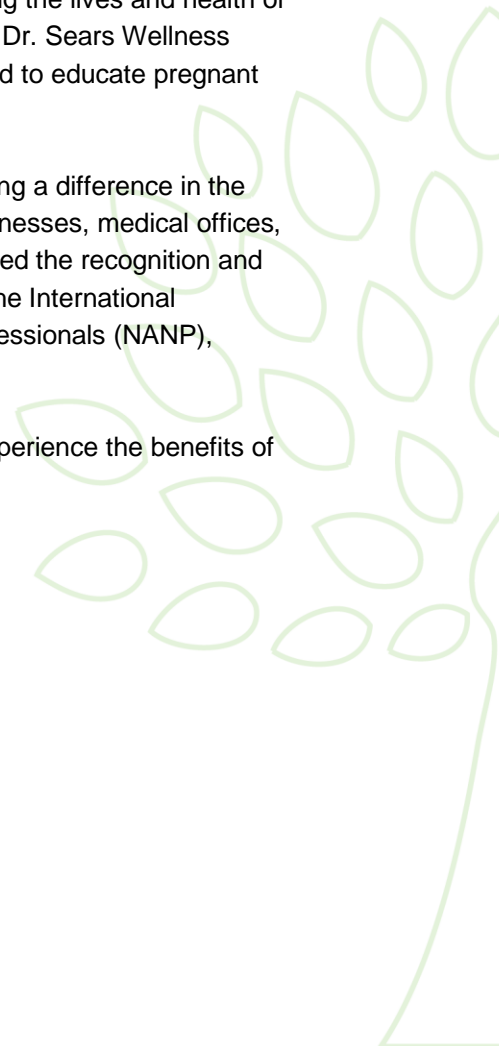 g the lives and health of
Dr. Sears Wellness
d to educate pregnant
ng a difference in the
nesses, medical offices,
ed the recognition and
ne International
essionals (NANP),
perience the benefits of